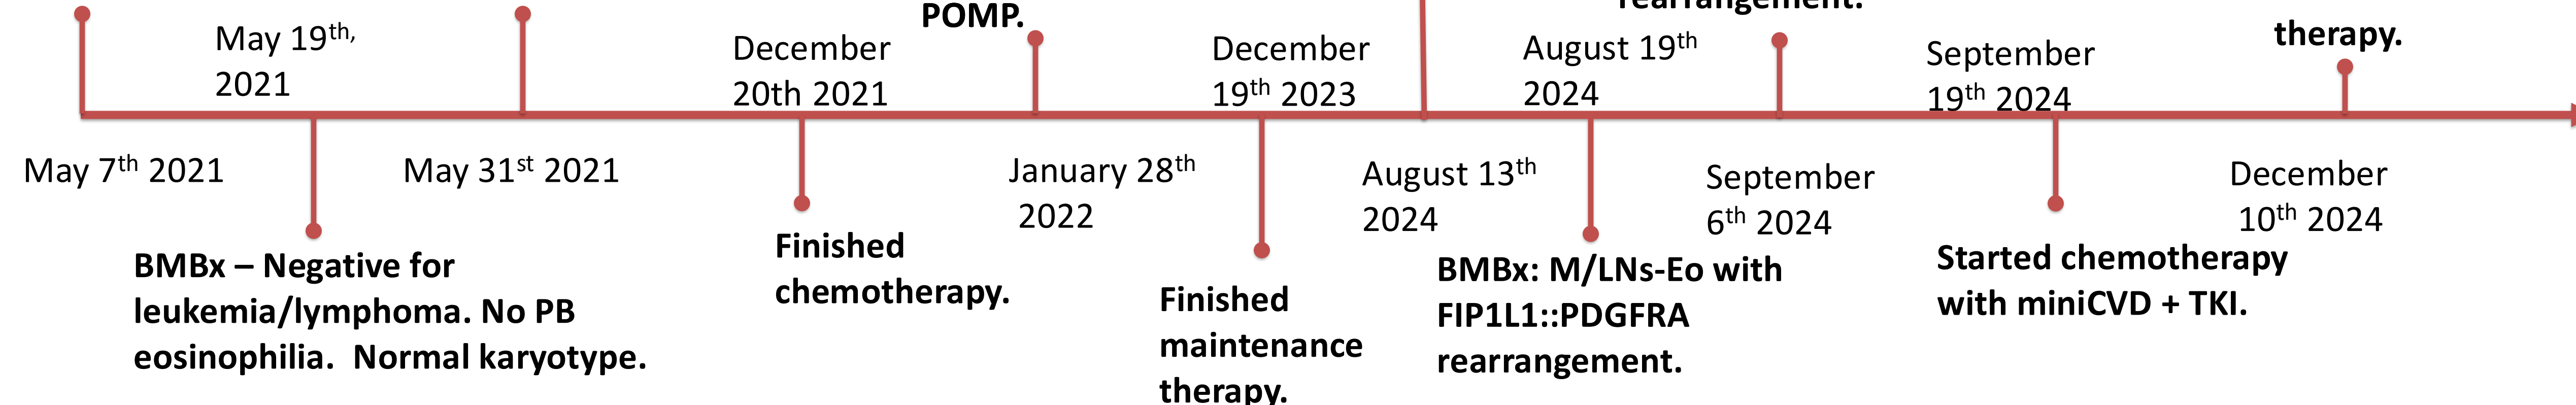 POMP.
rearrangement.
therapy.
May 19th,
2021
December
20th 2021
December
19th 2023
August 19th
2024
September
19th 2024
May 7th 2021
May 31st 2021
January 28th
2022
August 13th
2024
September
6th 2024
December
10th 2024
BMBx – Negative for
leukemia/lymphoma. No PB
eosinophilia. Normal karyotype.
Finished
chemotherapy.
Finished
maintenance
therapy.
BMBx: M/LNs-Eo with
FIP1L1::PDGFRA
rearrangement.
Started chemotherapy
with miniCVD + TKI.